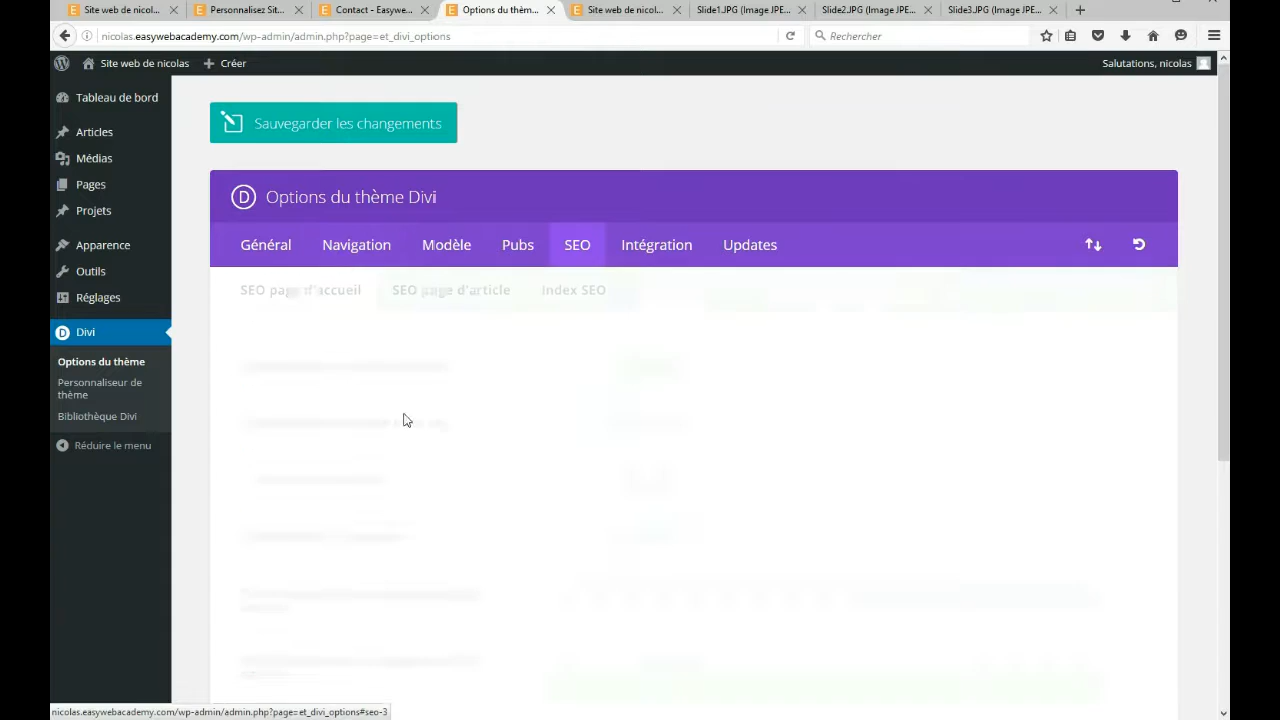 Site web de nicol...
Personnalisez Sit...
Contact - Easywe...
Options du thèm...
Site web de nicol...
Slide1.JPG (Image JPE...
Slide2.JPG (Image JPE...
Slide3.JPG (Image JPE...
nicolas.easywebacademy.com/wp-admin/admin.php?page=et_divi_options
Rechercher
Site web de nicolas
Créer
Salutations, nicolas
Tableau de bord
Articles
Médias
Pages
Projets
Apparence
Outils
Réglages
Divi
Options du thème
Personnaliseur de
thème
Bibliothèque Divi
Réduire le menu
Sauvegarder les changements
D Options du thème Divi
Général Navigation Modèle Pubs SEO Intégration Updates
SEO page d'accueil SEO page d'article Index SEO
nicolas.easywebacademy.com/wp-admin/admin.php?page=et_divi_options#seo-3